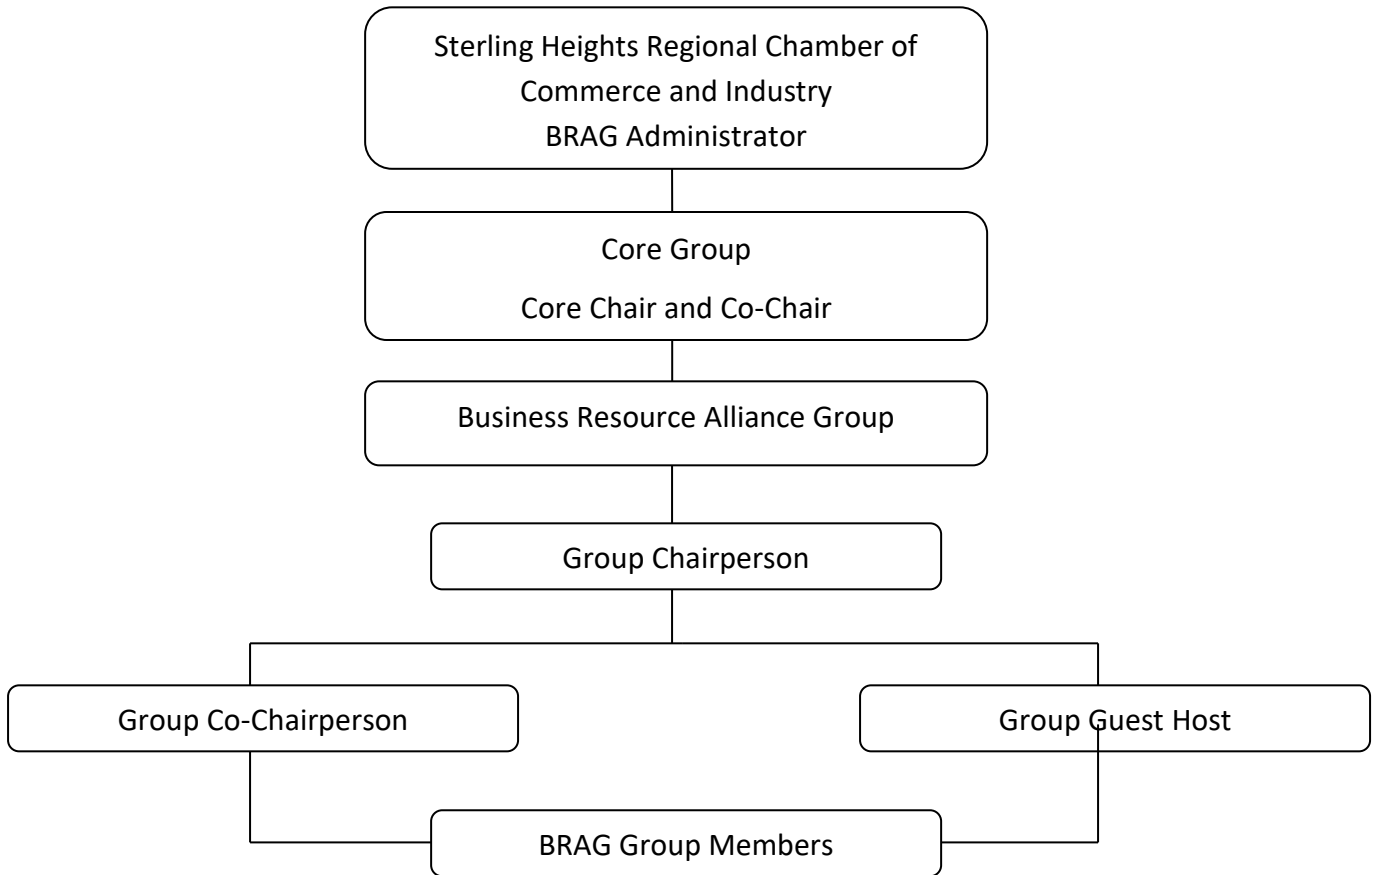 Sterling Heights Regional Chamber of
Commerce and Industry
BRAG Administrator
Core Group
Core Chair and Co-Chair
Business Resource Alliance Group
Group Chairperson
Group Co-Chairperson
Group Guest Host
BRAG Group Members